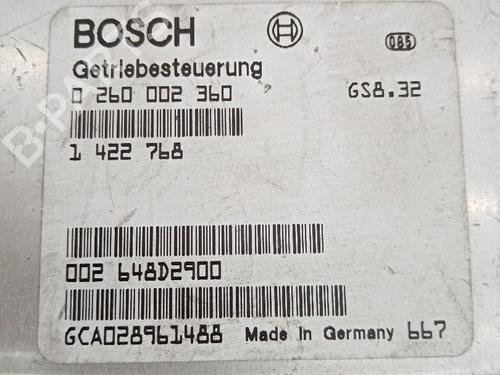 BOSCH
085
Getriebesteuerung
0 260 002 360 GS8.32
1 422 768
002 648D2900
GCA028961488 Made in Germany 667
B-PARTS